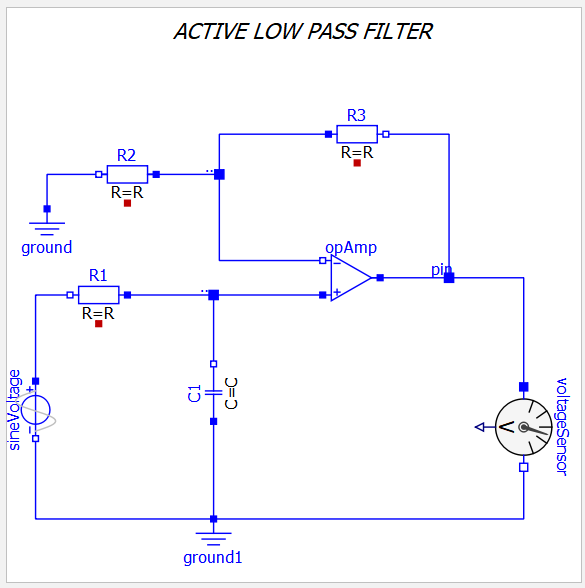 ACTIVE LOW PASS FILTER
R3
R=R
R2
R=R
ground
opAmp
pin
R1
R=R
sineVoltage
C1
C=C
voltageSensor
V
ground1